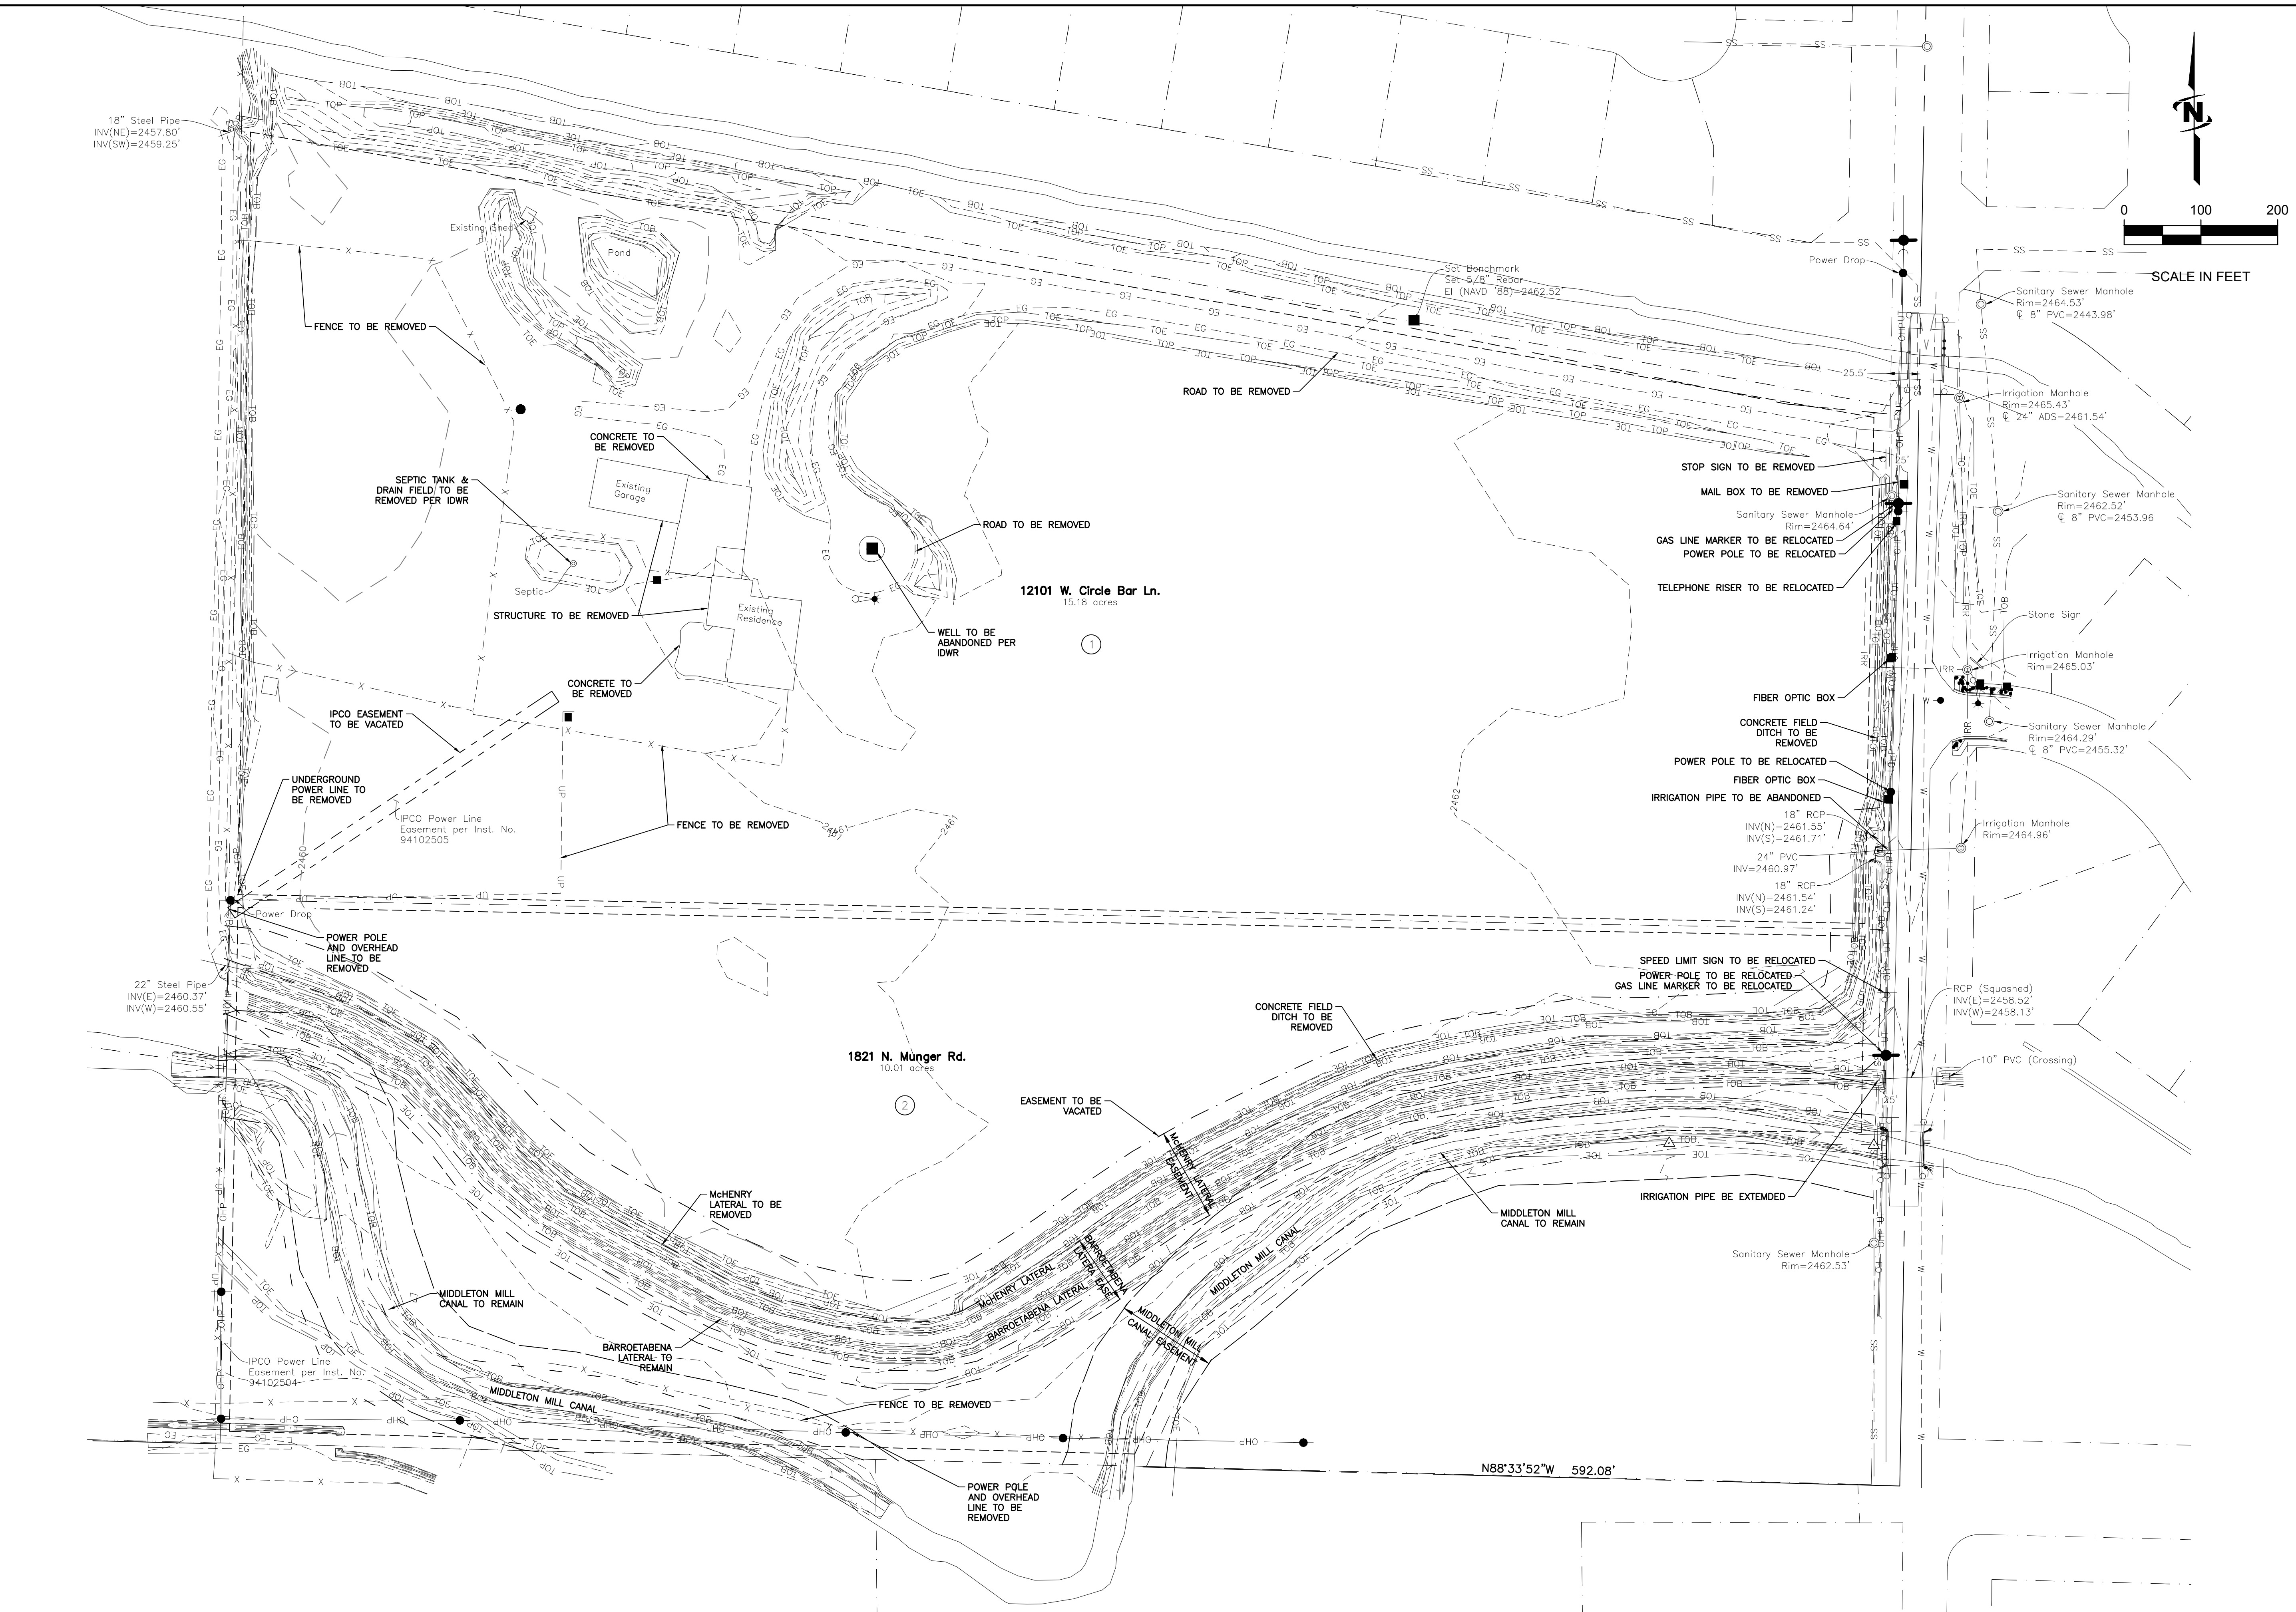 18" Steel Pipe
INV(NE)=2457.80'
INV(SW)=2459.25'
N
0 100 200
SCALE IN FEET
Existing Shed
Pond
FENCE TO BE REMOVED
Set Benchmark
Set 5/8" Rebar
El (NAVD '88)=2462.52'
Power Drop
Sanitary Sewer Manhole
Rim=2464.53'
℄ 8" PVC=2443.98'
25.5'
ROAD TO BE REMOVED
Irrigation Manhole
Rim=2465.43'
℄ 24" ADS=2461.54'
CONCRETE TO
BE REMOVED
SEPTIC TANK &
DRAIN FIELD TO BE
REMOVED PER IDWR
Existing
Garage
ROAD TO BE REMOVED
Septic
STRUCTURE TO BE REMOVED
Existing
Residence
WELL TO BE
ABANDONED PER
IDWR
CONCRETE TO
BE REMOVED
12101 W. Circle Bar Ln.
15.18 acres
1
25'
STOP SIGN TO BE REMOVED
MAIL BOX TO BE REMOVED
Sanitary Sewer Manhole
Rim=2464.64'
GAS LINE MARKER TO BE RELOCATED
POWER POLE TO BE RELOCATED
TELEPHONE RISER TO BE RELOCATED
Sanitary Sewer Manhole
Rim=2462.52'
℄ 8" PVC=2453.96
Stone Sign
Irrigation Manhole
Rim=2465.03'
FIBER OPTIC BOX
CONCRETE FIELD
DITCH TO BE
REMOVED
Sanitary Sewer Manhole
Rim=2464.29'
℄ 8" PVC=2455.32'
POWER POLE TO BE RELOCATED
FIBER OPTIC BOX
IRRIGATION PIPE TO BE ABANDONED
18" RCP
INV(N)=2461.55'
INV(S)=2461.71'
24" PVC
INV=2460.97'
18" RCP
INV(N)=2461.54'
INV(S)=2461.24'
Irrigation Manhole
Rim=2464.96'
IPCO EASEMENT
TO BE VACATED
UNDERGROUND
POWER LINE TO
BE REMOVED
IPCO Power Line
Easement per Inst. No.
94102505
FENCE TO BE REMOVED
2460
2461
2461
2462
Power Drop
POWER POLE
AND OVERHEAD
LINE TO BE
REMOVED
22" Steel Pipe
INV(E)=2460.37'
INV(W)=2460.55'
SPEED LIMIT SIGN TO BE RELOCATED
POWER POLE TO BE RELOCATED
GAS LINE MARKER TO BE RELOCATED
RCP (Squashed)
INV(E)=2458.52'
INV(W)=2458.13'
CONCRETE FIELD
DITCH TO BE
REMOVED
10" PVC (Crossing)
25'
1821 N. Munger Rd.
10.01 acres
2
EASEMENT TO BE
VACATED
McHENRY LATERAL
EASEMENT
McHENRY
LATERAL TO BE
REMOVED
IRRIGATION PIPE BE EXTEMDED
MIDDLETON MILL
CANAL TO REMAIN
Sanitary Sewer Manhole
Rim=2462.53'
McHENRY LATERAL
BARROETABENA LATERAL
BARROETABENA
LATERA EASE.
MIDDLETON MILL CANAL
MIDDLETON MILL
CANAL EASEMENT
MIDDLETON MILL
CANAL TO REMAIN
BARROETABENA
LATERAL TO
REMAIN
IPCO Power Line
Easement per Inst. No.
94102504
MIDDLETON MILL CANAL
FENCE TO BE REMOVED
POWER POLE
AND OVERHEAD
LINE TO BE
REMOVED
N88°33'52"W 592.08'